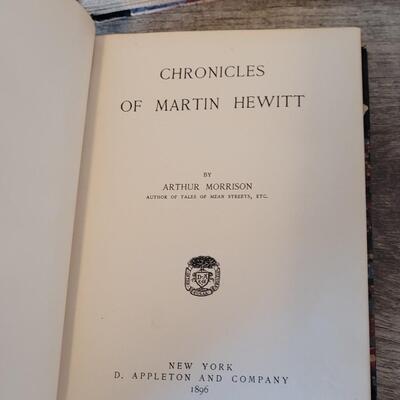 CHRONICLES
OF MARTIN HEWITT
BY
ARTHUR MORRISON
AUTHOR OF TALES OF MEAN STREETS, ETC.
NEW YORK
D. APPLETON AND COMPANY
1896